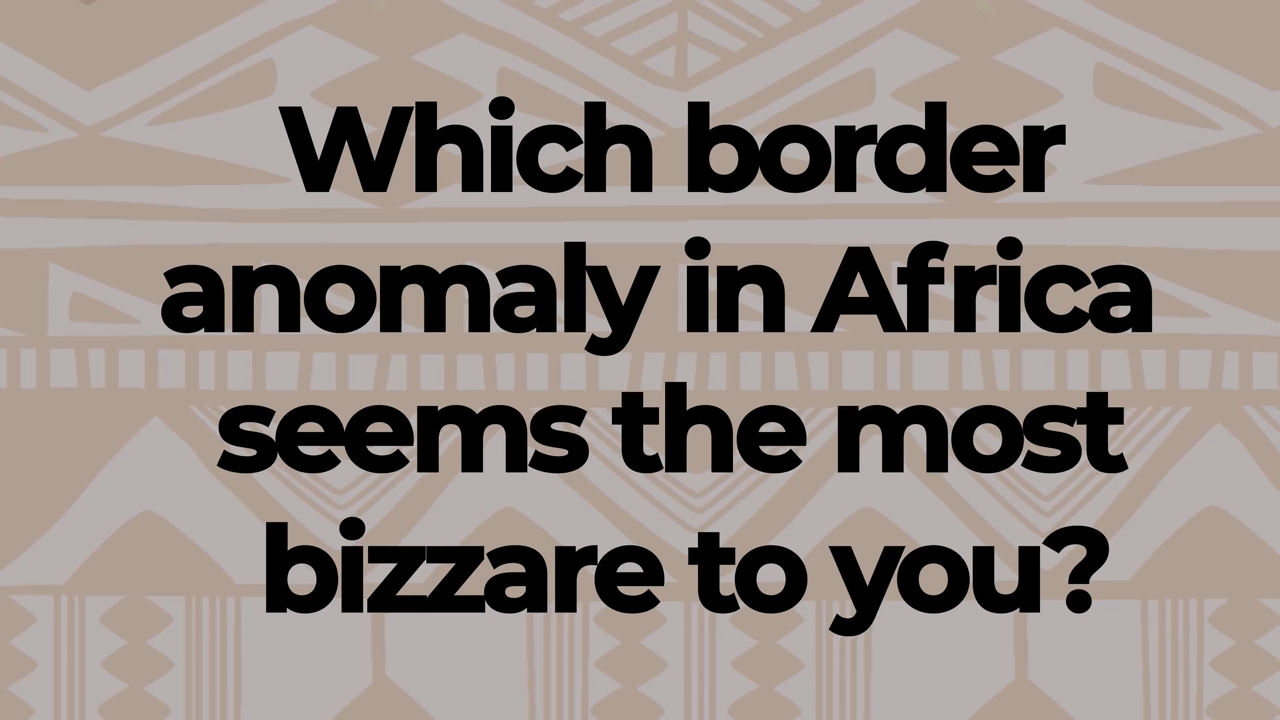 Which border
anomaly in Africa
seems the most
bizzare to you?